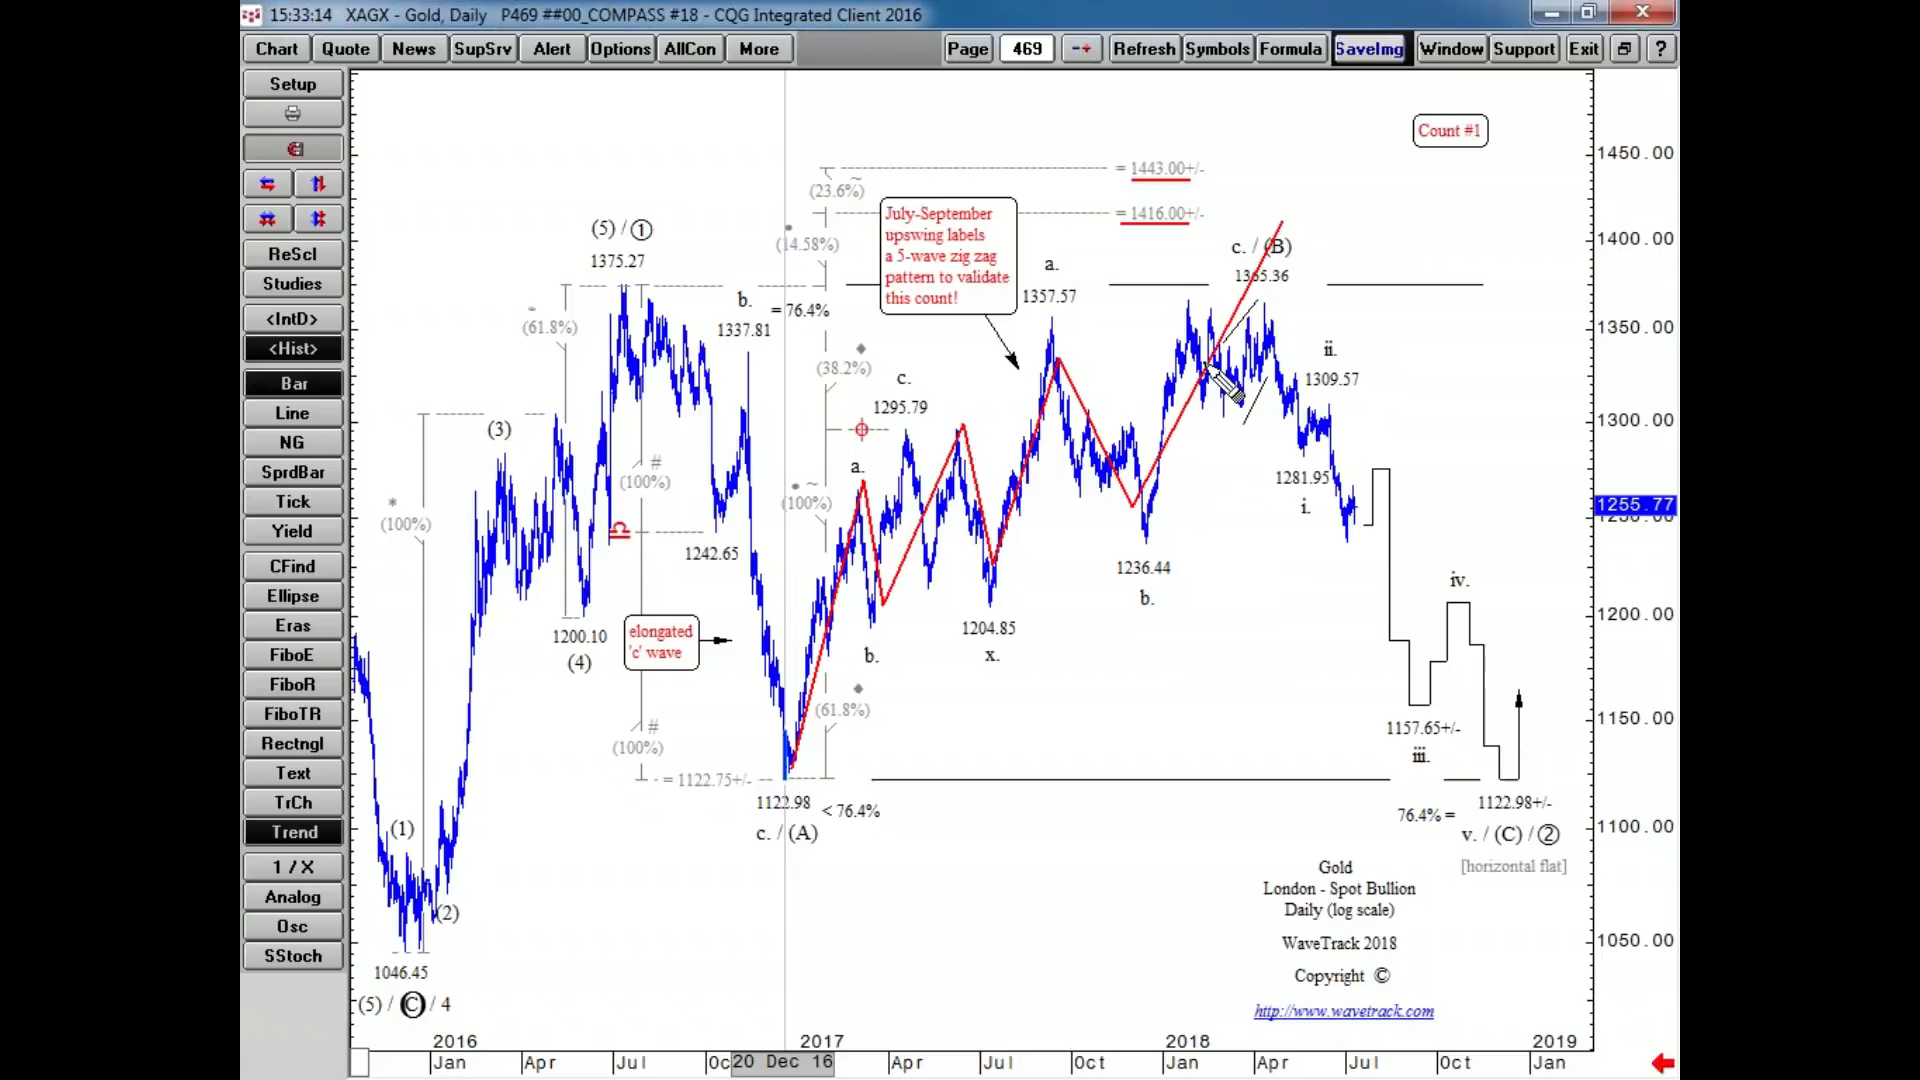 15:33:14 XAGX - Gold, Daily P469 ##00_COMPASS #18 - CQG Integrated Client 2016
Chart Quote News SupSrv Alert Options AllCon More Page 469 -+ Refresh Symbols Formula SaveImg Window Support Exit ?
Setup
ReScl
Studies
<IntD>
<Hist>
Bar
Line
NG
SprdBar
Tick
Yield
CFind
Ellipse
Eras
FiboE
FiboR
FiboTR
Rectngl
Text
TrCh
Trend
1 / X
Analog
Osc
SStoch
Count #1
= 1443.00+/-
(23.6%)
= 1416.00+/-
(14.58%)
July-September
upswing labels
a 5-wave zig zag
pattern to validate
this count!
(5) / ①
1375.27
b.
1337.81
= 76.4%
a.
1357.57
c. / (B)
1365.36
* (61.8%)
(38.2%)
c.
1295.79
ii.
1309.57
(3)
* (100%)
# (100%)
a.
(100%)
1281.95
i.
1242.65
1236.44
b.
1200.10
(4)
elongated
'c' wave
1204.85
x.
b.
(61.8%)
iv.
# (100%)
= 1122.75+/-
1157.65+/-
iii.
1122.98
< 76.4%
c. / (A)
76.4% =
1122.98+/-
v. / (C) / ②
[horizontal flat]
(1)
(2)
1046.45
(5) / Ⓒ / 4
Gold
London - Spot Bullion
Daily (log scale)
WaveTrack 2018
Copyright ©
http://www.wavetrack.com
1450.00
1400.00
1350.00
1300.00
1255.77
1250.00
1200.00
1150.00
1100.00
1050.00
2016 2017 2018 2019
Jan Apr Jul Oc 20 Dec 16 Apr Jul Oct Jan Apr Jul Oct Jan